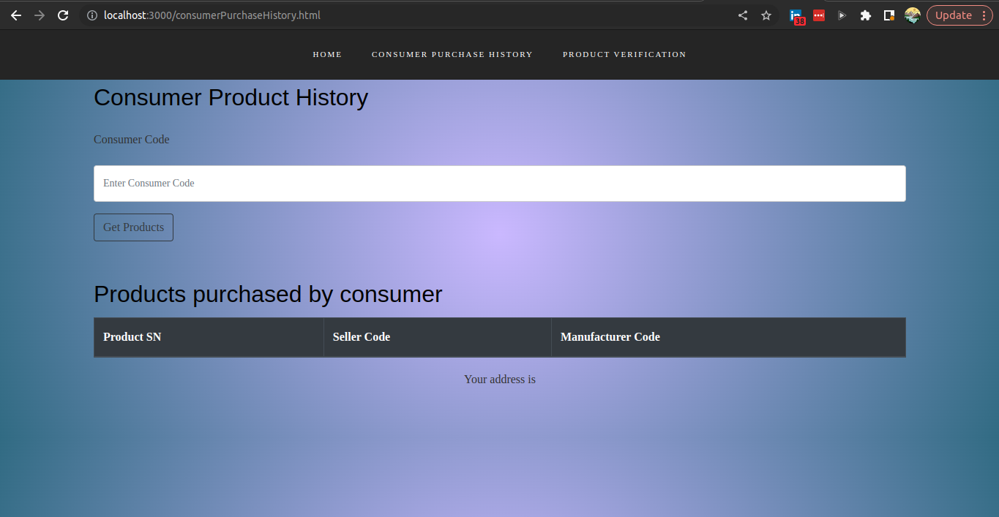 localhost:3000/consumerPurchaseHistory.html
38
Update
HOME CONSUMER PURCHASE HISTORY PRODUCT VERIFICATION
Consumer Product History
Consumer Code
Enter Consumer Code
Get Products
Products purchased by consumer
Product SN Seller Code Manufacturer Code
Your address is